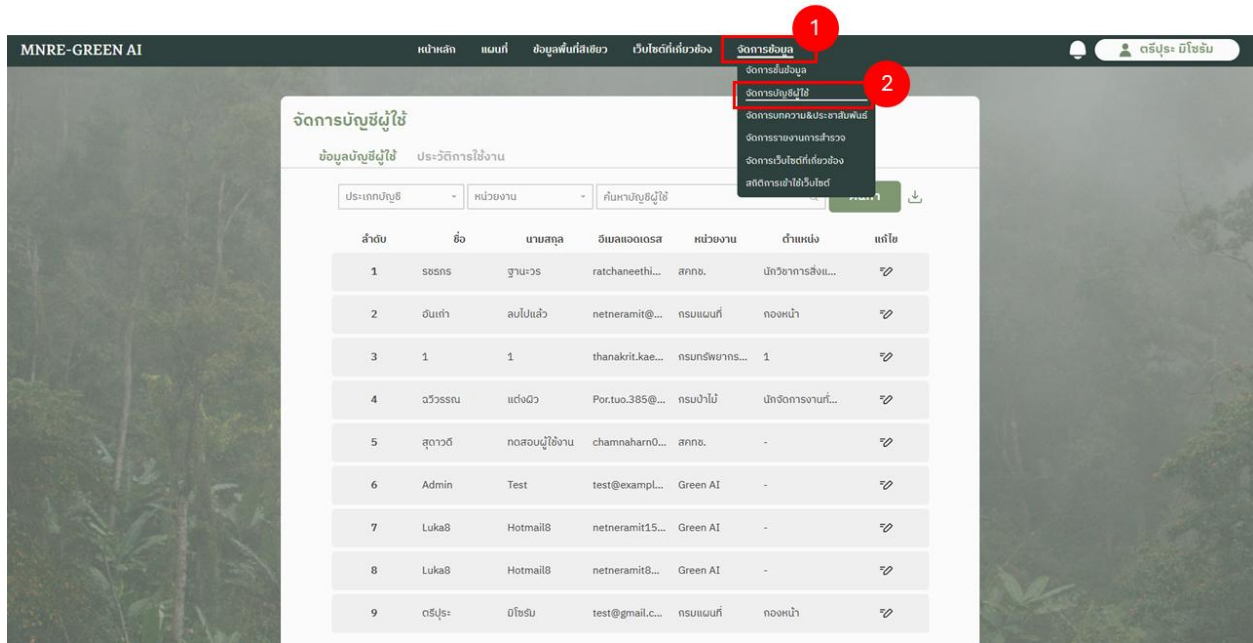 1
MNRE-GREEN AI หน้าหลัก แผนที่ ข้อมูลพื้นที่สีเขียว เว็บไซต์ที่เกี่ยวข้อง จัดการข้อมูล ตรีปุระ มิโซรัม
จัดการชั้นข้อมูล
จัดการบัญชีผู้ใช้ 2
จัดการบทความ&ประชาสัมพันธ์
จัดการรายงานการสำรวจ
จัดการเว็บไซต์ที่เกี่ยวข้อง
สถิติการเข้าใช้เว็บไซต์
จัดการบัญชีผู้ใช้
ข้อมูลบัญชีผู้ใช้ ประวัติการใช้งาน
ประเภทบัญชี หน่วยงาน ค้นหาบัญชีผู้ใช้ ค้นหา
ลำดับ ชื่อ นามสกุล อีเมลแอดเดรส หน่วยงาน ตำแหน่ง แก้ไข
1 รชรกร ฐานะวร ratchaneethi... สคทช. นักวิชาการสิ่งแ...
2 อันเก่า ลบไปแล้ว netneramit@... กรมแผนที่ กองหน้า
3 1 1 thanakrit.kae... กรมทรัพยากร... 1
4 ฉวีวรรณ แต่งผิว Por.tuo.385@... กรมป่าไม้ นักจัดการงานทั่...
5 สุดาวดี ทดสอบผู้ใช้งาน chamnaharn0... สคทช. -
6 Admin Test test@exampl... Green AI -
7 Luka8 Hotmail8 netneramit15... Green AI -
8 Luka8 Hotmail8 netneramit8... Green AI -
9 ตรีปุระ มิโซรัม test@gmail.c... กรมแผนที่ กองหน้า